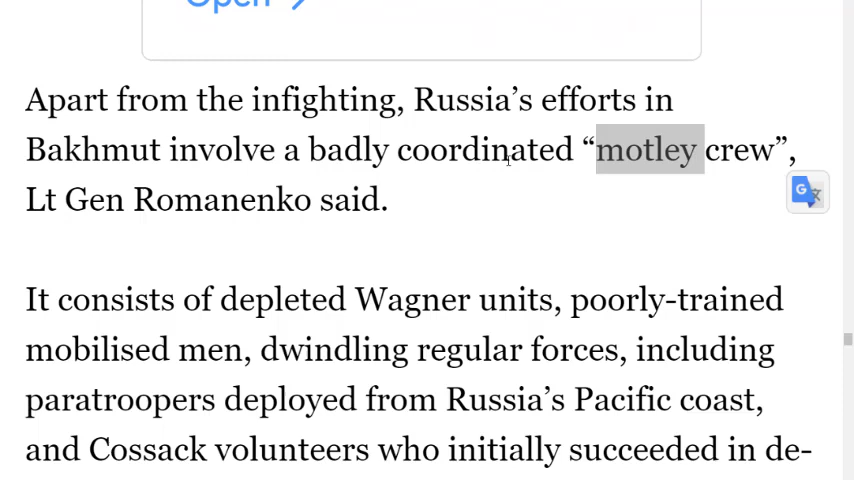 Open
Apart from the infighting, Russia’s efforts in
Bakhmut involve a badly coordinated “motley crew”,
Lt Gen Romanenko said.
It consists of depleted Wagner units, poorly-trained
mobilised men, dwindling regular forces, including
paratroopers deployed from Russia’s Pacific coast,
and Cossack volunteers who initially succeeded in de-